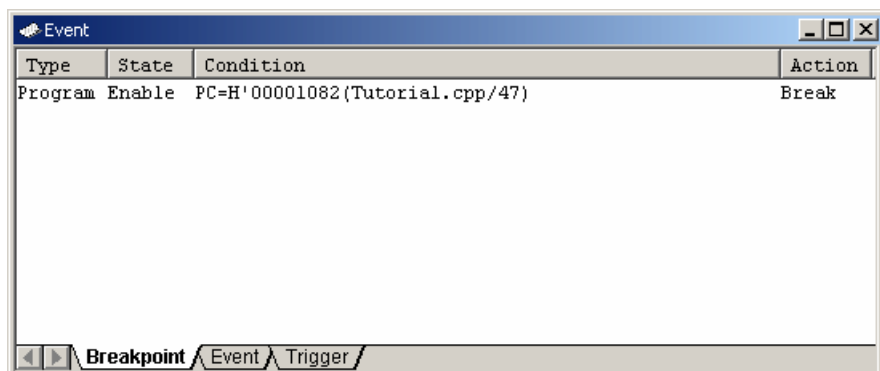 Event
Type State Condition Action
Program Enable PC=H'00001082(Tutorial.cpp/47) Break
Breakpoint Event Trigger